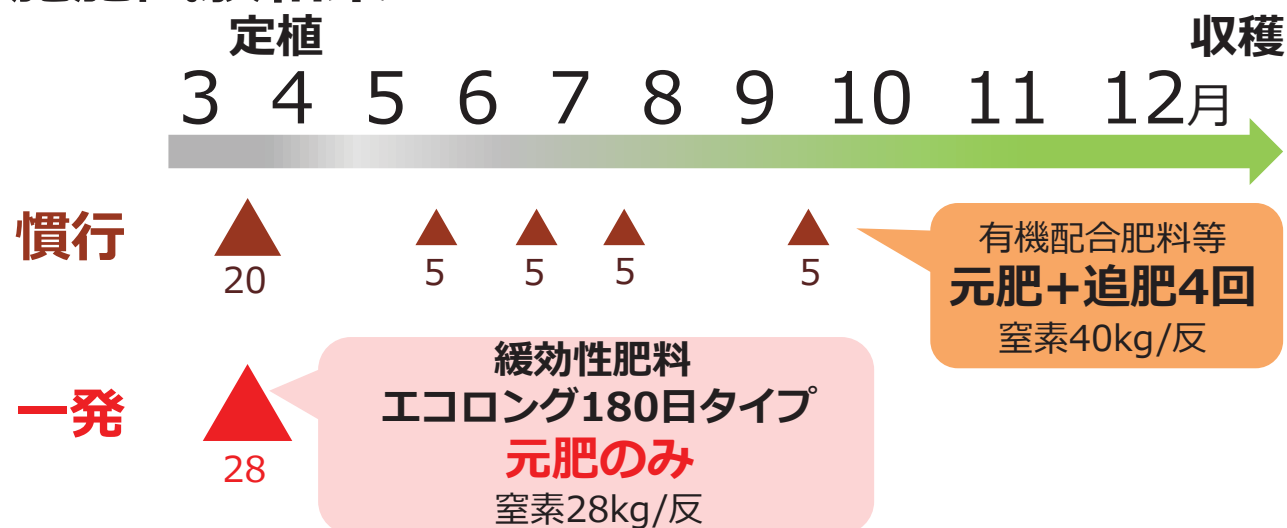 定植 収穫
3 4 5 6 7 8 9 10 11 12月
慣行
20 5 5 5 5
有機配合肥料等
元肥+追肥4回
窒素40kg/反
一発
28
緩効性肥料
エコロング180日タイプ
元肥のみ
窒素28kg/反